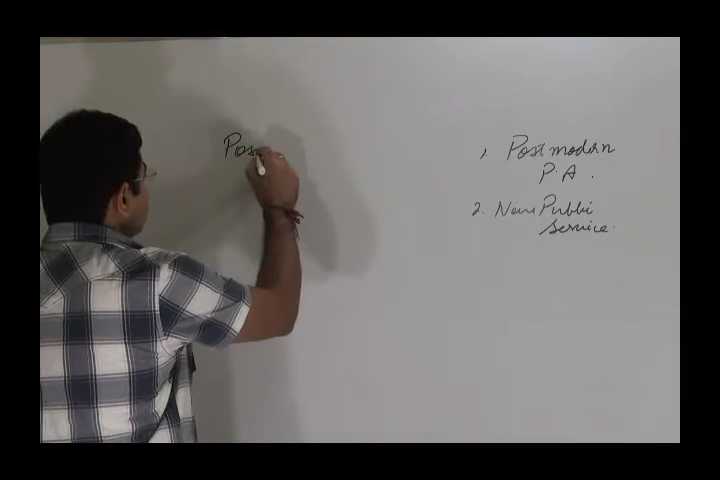 Pos
1. Postmodern
P. A.
2. New Public
Service.